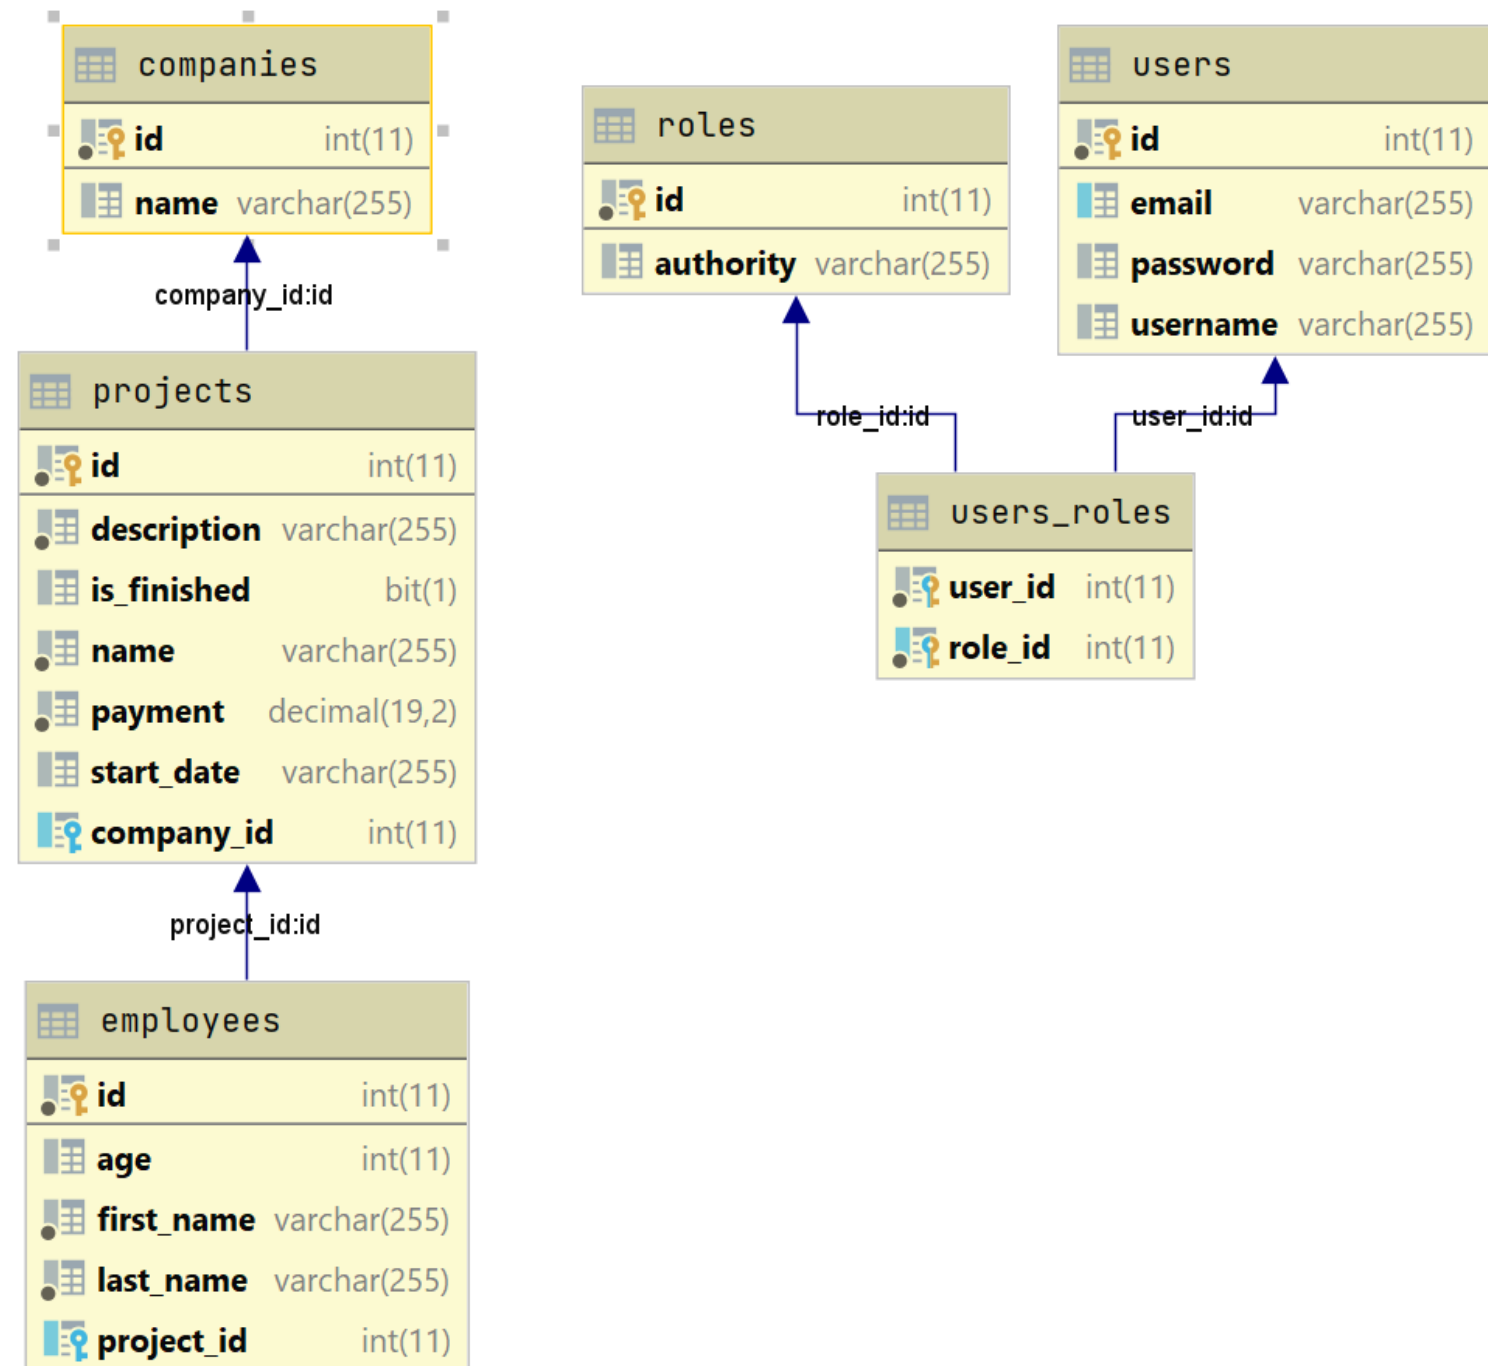 companies
id int(11)
name varchar(255)
company_id:id
projects
id int(11)
description varchar(255)
is_finished bit(1)
name varchar(255)
payment decimal(19,2)
start_date varchar(255)
company_id int(11)
project_id:id
employees
id int(11)
age int(11)
first_name varchar(255)
last_name varchar(255)
project_id int(11)
roles
id int(11)
authority varchar(255)
role_id:id
users
id int(11)
email varchar(255)
password varchar(255)
username varchar(255)
user_id:id
users_roles
user_id int(11)
role_id int(11)